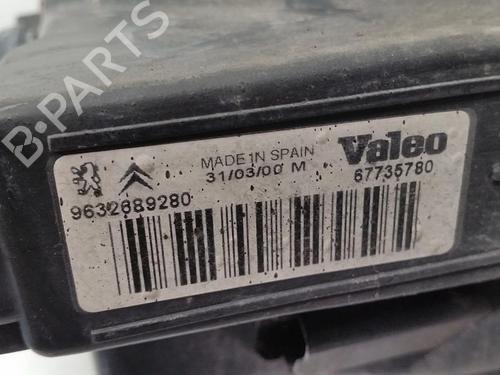 B-PARTS
MADE IN SPAIN
31/03/00 M
Valeo
67735780
9632689280